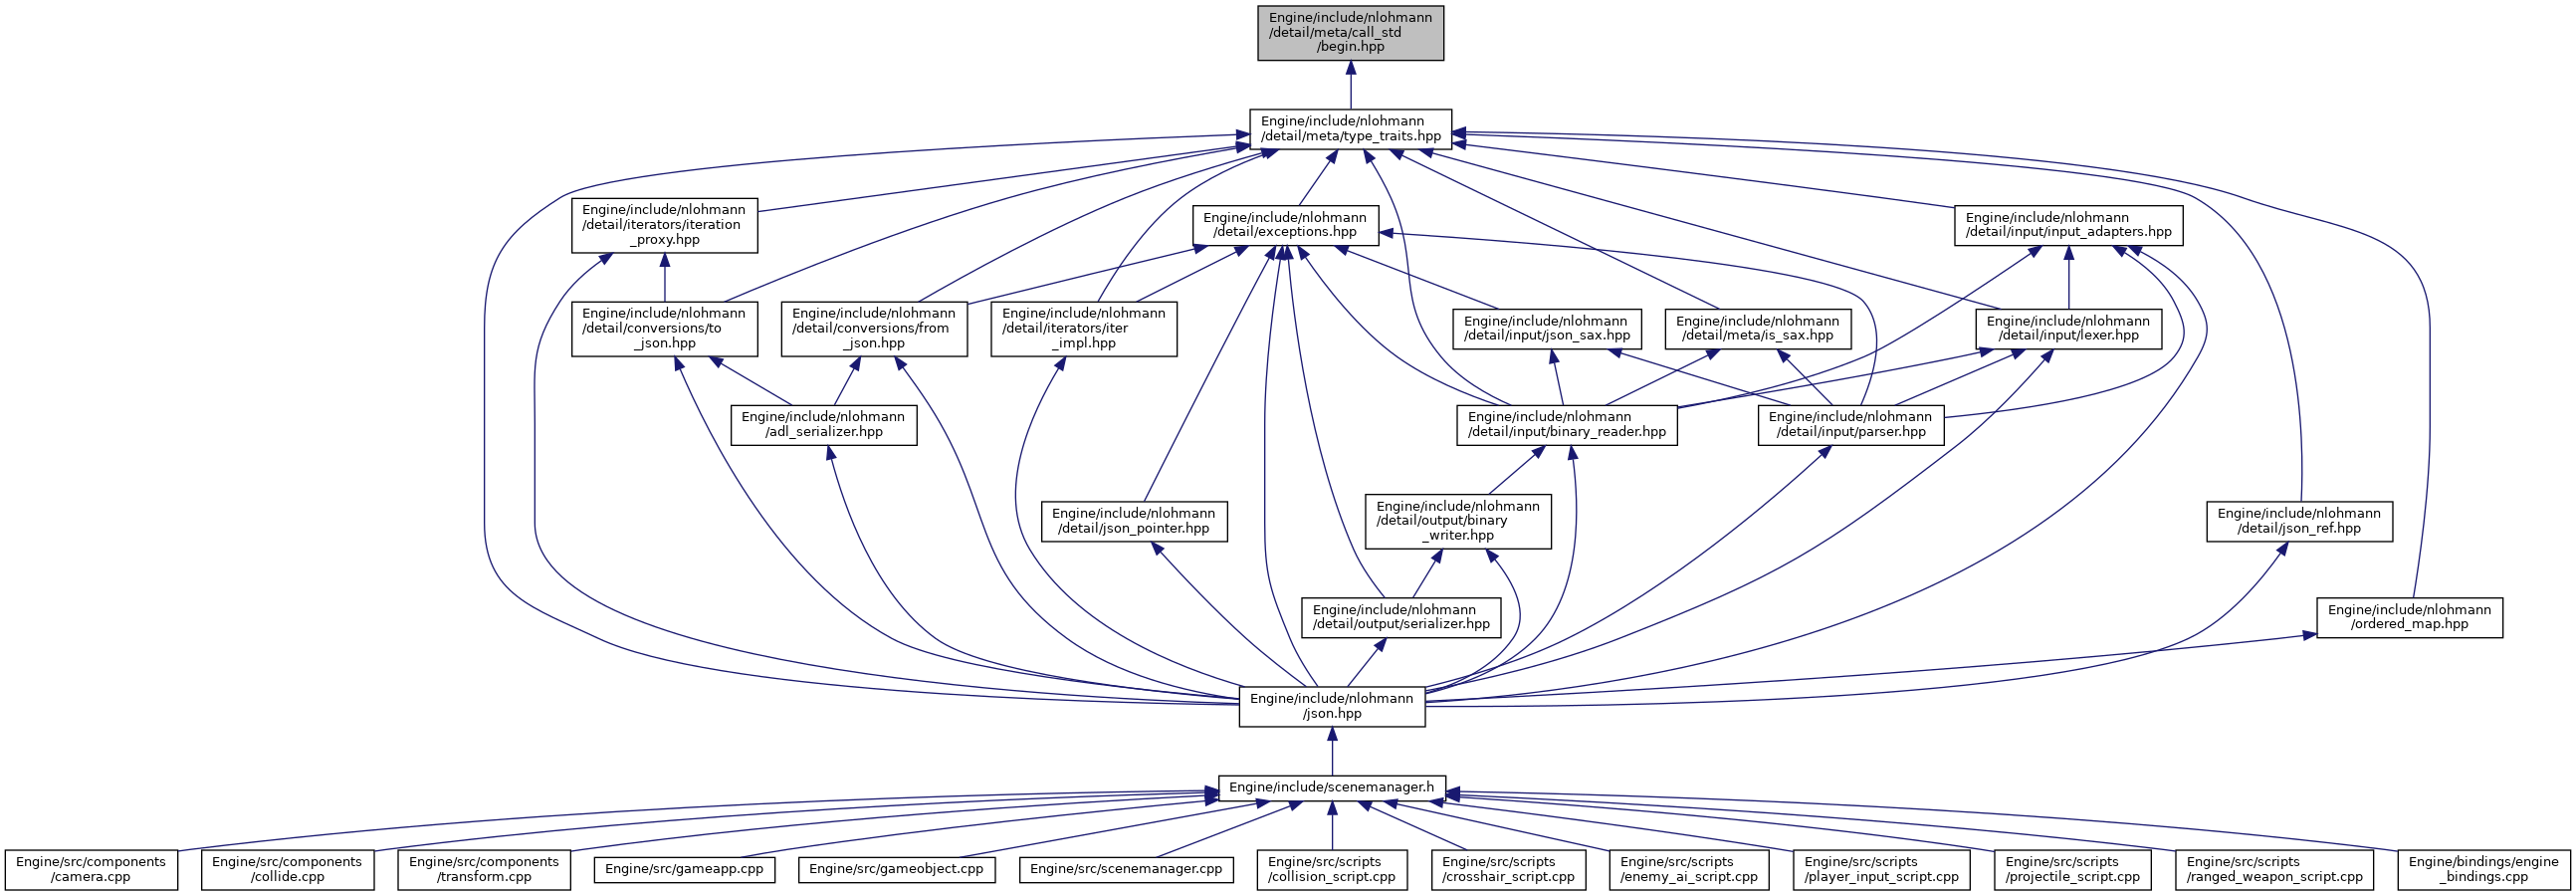 Engine/include/nlohmann
/detail/meta/call_std
/begin.hpp
Engine/include/nlohmann
/detail/meta/type_traits.hpp
Engine/include/nlohmann
/detail/iterators/iteration
_proxy.hpp
Engine/include/nlohmann
/detail/exceptions.hpp
Engine/include/nlohmann
/detail/input/input_adapters.hpp
Engine/include/nlohmann
/detail/conversions/to
_json.hpp
Engine/include/nlohmann
/detail/conversions/from
_json.hpp
Engine/include/nlohmann
/detail/iterators/iter
_impl.hpp
Engine/include/nlohmann
/detail/input/json_sax.hpp
Engine/include/nlohmann
/detail/meta/is_sax.hpp
Engine/include/nlohmann
/detail/input/lexer.hpp
Engine/include/nlohmann
/adl_serializer.hpp
Engine/include/nlohmann
/detail/input/binary_reader.hpp
Engine/include/nlohmann
/detail/input/parser.hpp
Engine/include/nlohmann
/detail/json_pointer.hpp
Engine/include/nlohmann
/detail/output/binary
_writer.hpp
Engine/include/nlohmann
/detail/json_ref.hpp
Engine/include/nlohmann
/detail/output/serializer.hpp
Engine/include/nlohmann
/ordered_map.hpp
Engine/include/nlohmann
/json.hpp
Engine/include/scenemanager.h
Engine/src/components
/camera.cpp
Engine/src/components
/collide.cpp
Engine/src/components
/transform.cpp
Engine/src/gameapp.cpp
Engine/src/gameobject.cpp
Engine/src/scenemanager.cpp
Engine/src/scripts
/collision_script.cpp
Engine/src/scripts
/crosshair_script.cpp
Engine/src/scripts
/enemy_ai_script.cpp
Engine/src/scripts
/player_input_script.cpp
Engine/src/scripts
/projectile_script.cpp
Engine/src/scripts
/ranged_weapon_script.cpp
Engine/bindings/engine
_bindings.cpp